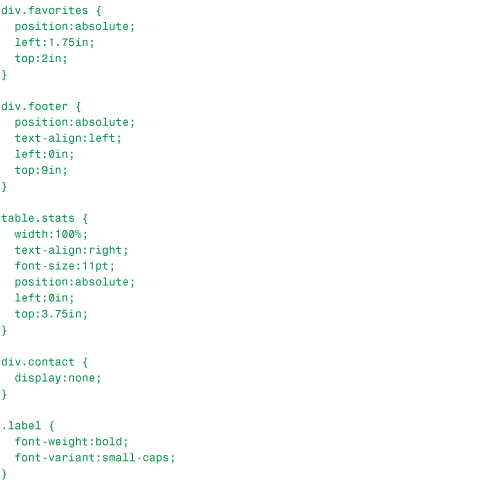 div.favorites {
  position:absolute;
  left:1.75in;
  top:2in;
}

div.footer {
  position:absolute;
  text-align:left;
  left:0in;
  top:9in;
}

table.stats {
  width:100%;
  text-align:right;
  font-size:11pt;
  position:absolute;
  left:0in;
  top:3.75in;
}

div.contact {
  display:none;
}

.label {
  font-weight:bold;
  font-variant:small-caps;
}